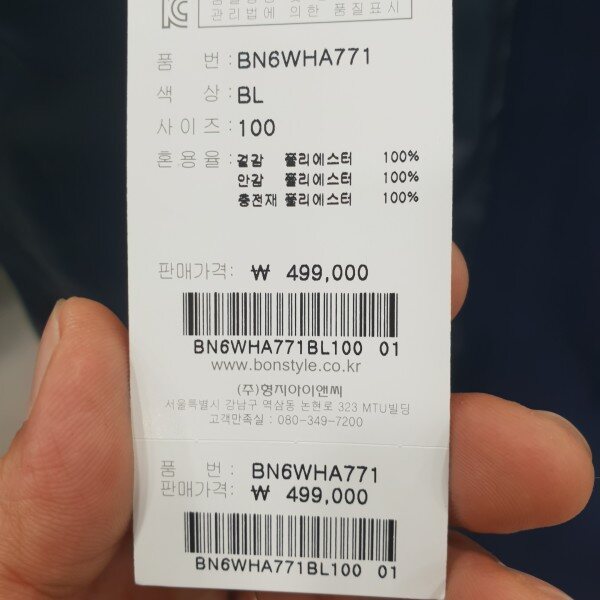 관리법에 의한 품질표시
품 번 : BN6WHA771
색 상 : BL
사이즈 : 100
혼용율 : 겉감 폴리에스터 100%
안감 폴리에스터 100%
충전재 폴리에스터 100%
판매가격: ₩ 499,000
BN6WHA771BL100 01
www.bonstyle.co.kr
(주)형지아이앤씨
서울특별시 강남구 역삼동 논현로 323 MTU빌딩
고객만족실 : 080-349-7200
품 번 : BN6WHA771
판매가격: ₩ 499,000
BN6WHA771BL100 01